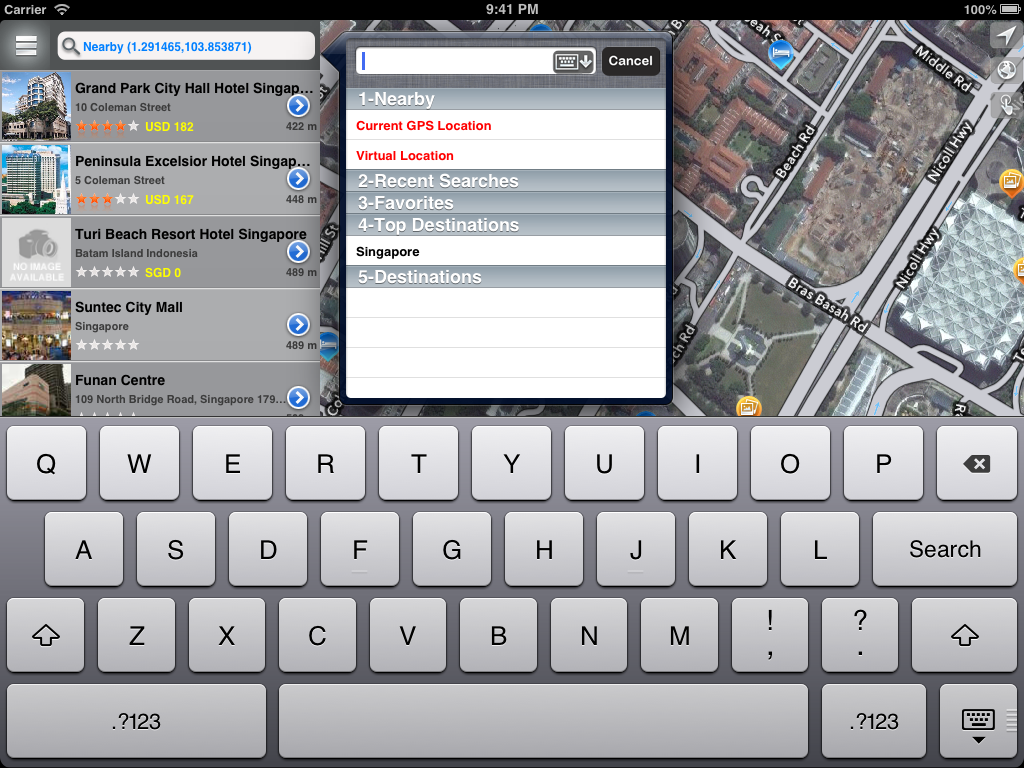 Carrier 9:41 PM 100%
Nearby (1.291465,103.853871)
Grand Park City Hall Hotel Singap...
10 Coleman Street
USD 182 422 m
Peninsula Excelsior Hotel Singap...
5 Coleman Street
USD 167 448 m
NO IMAGE
AVAILABLE
Turi Beach Resort Hotel Singapore
Batam Island Indonesia
SGD 0 489 m
Suntec City Mall
Singapore
489 m
Funan Centre
109 North Bridge Road, Singapore 179...
Cancel
1-Nearby
Current GPS Location
Virtual Location
2-Recent Searches
3-Favorites
4-Top Destinations
Singapore
5-Destinations
Middle Rd
Beach Rd
Nicoll Hwy
Nicoll Hwy
Bras Basah Rd
Q W E R T Y U I O P
A S D F G H J K L Search
Z X C V B N M ! , ? .
.?123 .?123